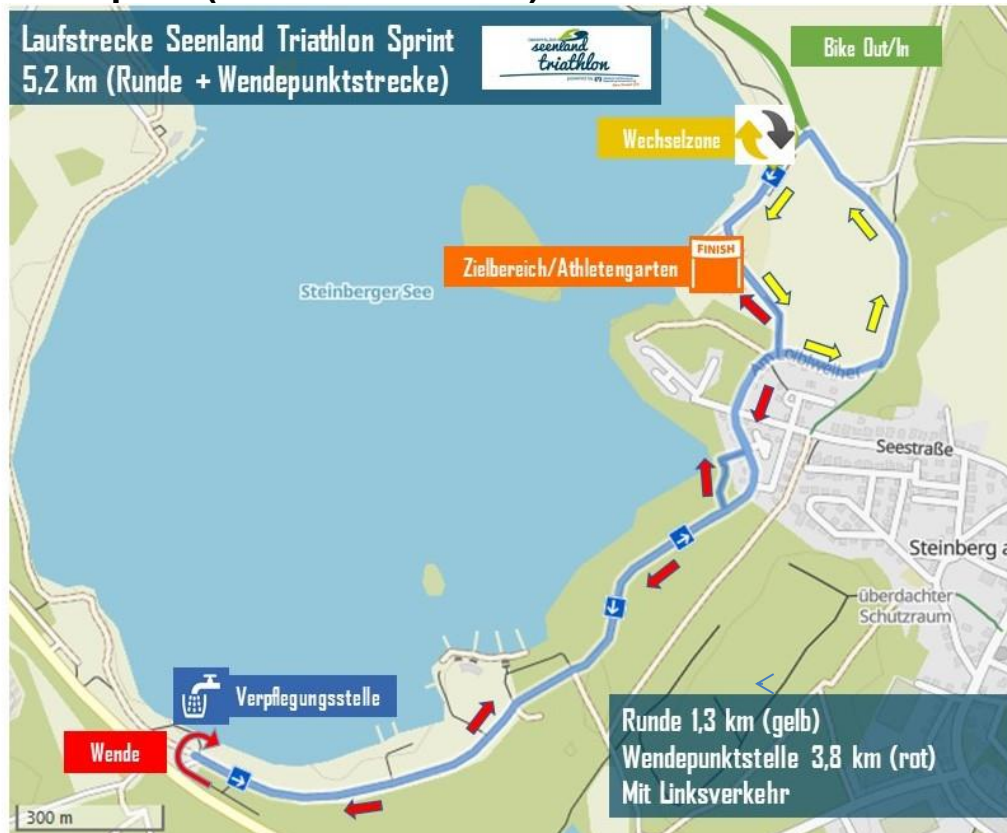 Laufstrecke Seenland Triathlon Sprint
5,2 km (Runde + Wendepunktstrecke)
seenland
triathlon
Bike Out/In
Wechselzone
FINISH
Zielbereich/Athletengarten
Steinberger See
Am Loiblweiher
Seestraße
Steinberg a
überdachter
Schutzraum
Verpflegungsstelle
Wende
Runde 1,3 km (gelb)
Wendepunktstelle 3,8 km (rot)
Mit Linksverkehr
300 m